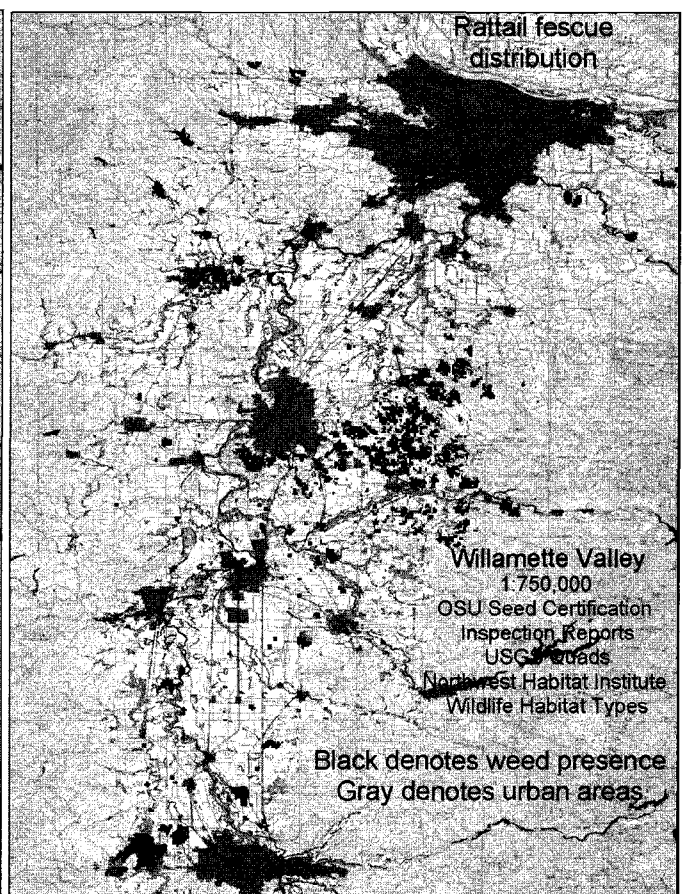 Rattail fescue
distribution
Willamette Valley
1:750,000
OSU Seed Certification
Inspection Reports
USGS Quads
Northwest Habitat Institute
Wildlife Habitat Types
Black denotes weed presence
Gray denotes urban areas